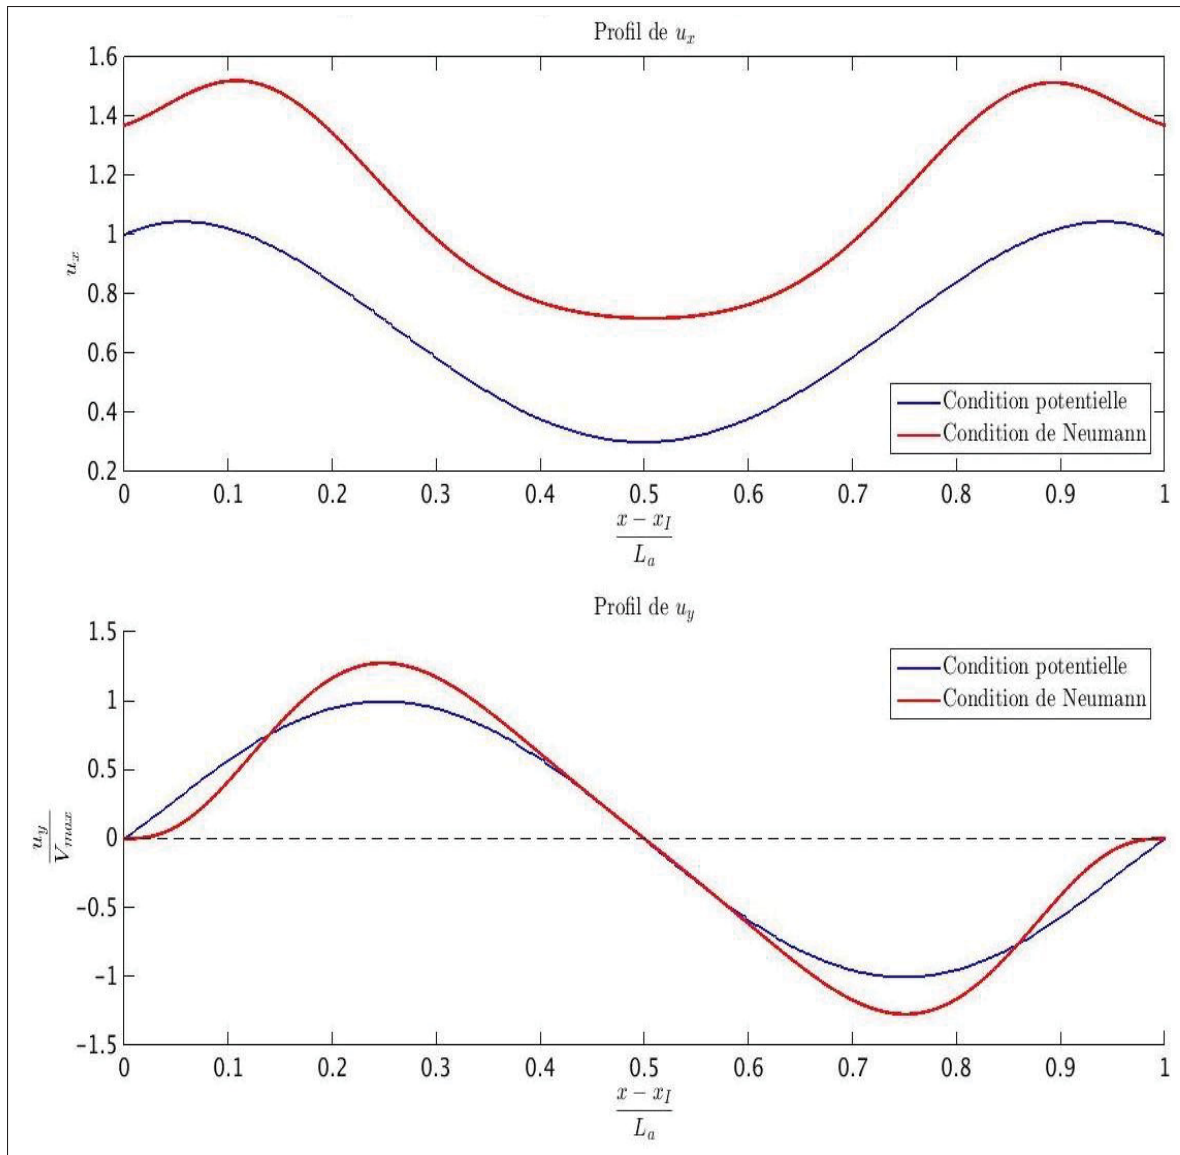 Profil de u_x
1.6
1.4
1.2
1
0.8
0.6
0.4
0.2
u_x
Condition potentielle
Condition de Neumann
0 0.1 0.2 0.3 0.4 0.5 0.6 0.7 0.8 0.9 1
x − x_I
L_a
Profil de u_y
1.5
1
0.5
0
−0.5
−1
−1.5
u_y
V_max
Condition potentielle
Condition de Neumann
0 0.1 0.2 0.3 0.4 0.5 0.6 0.7 0.8 0.9 1
x − x_I
L_a